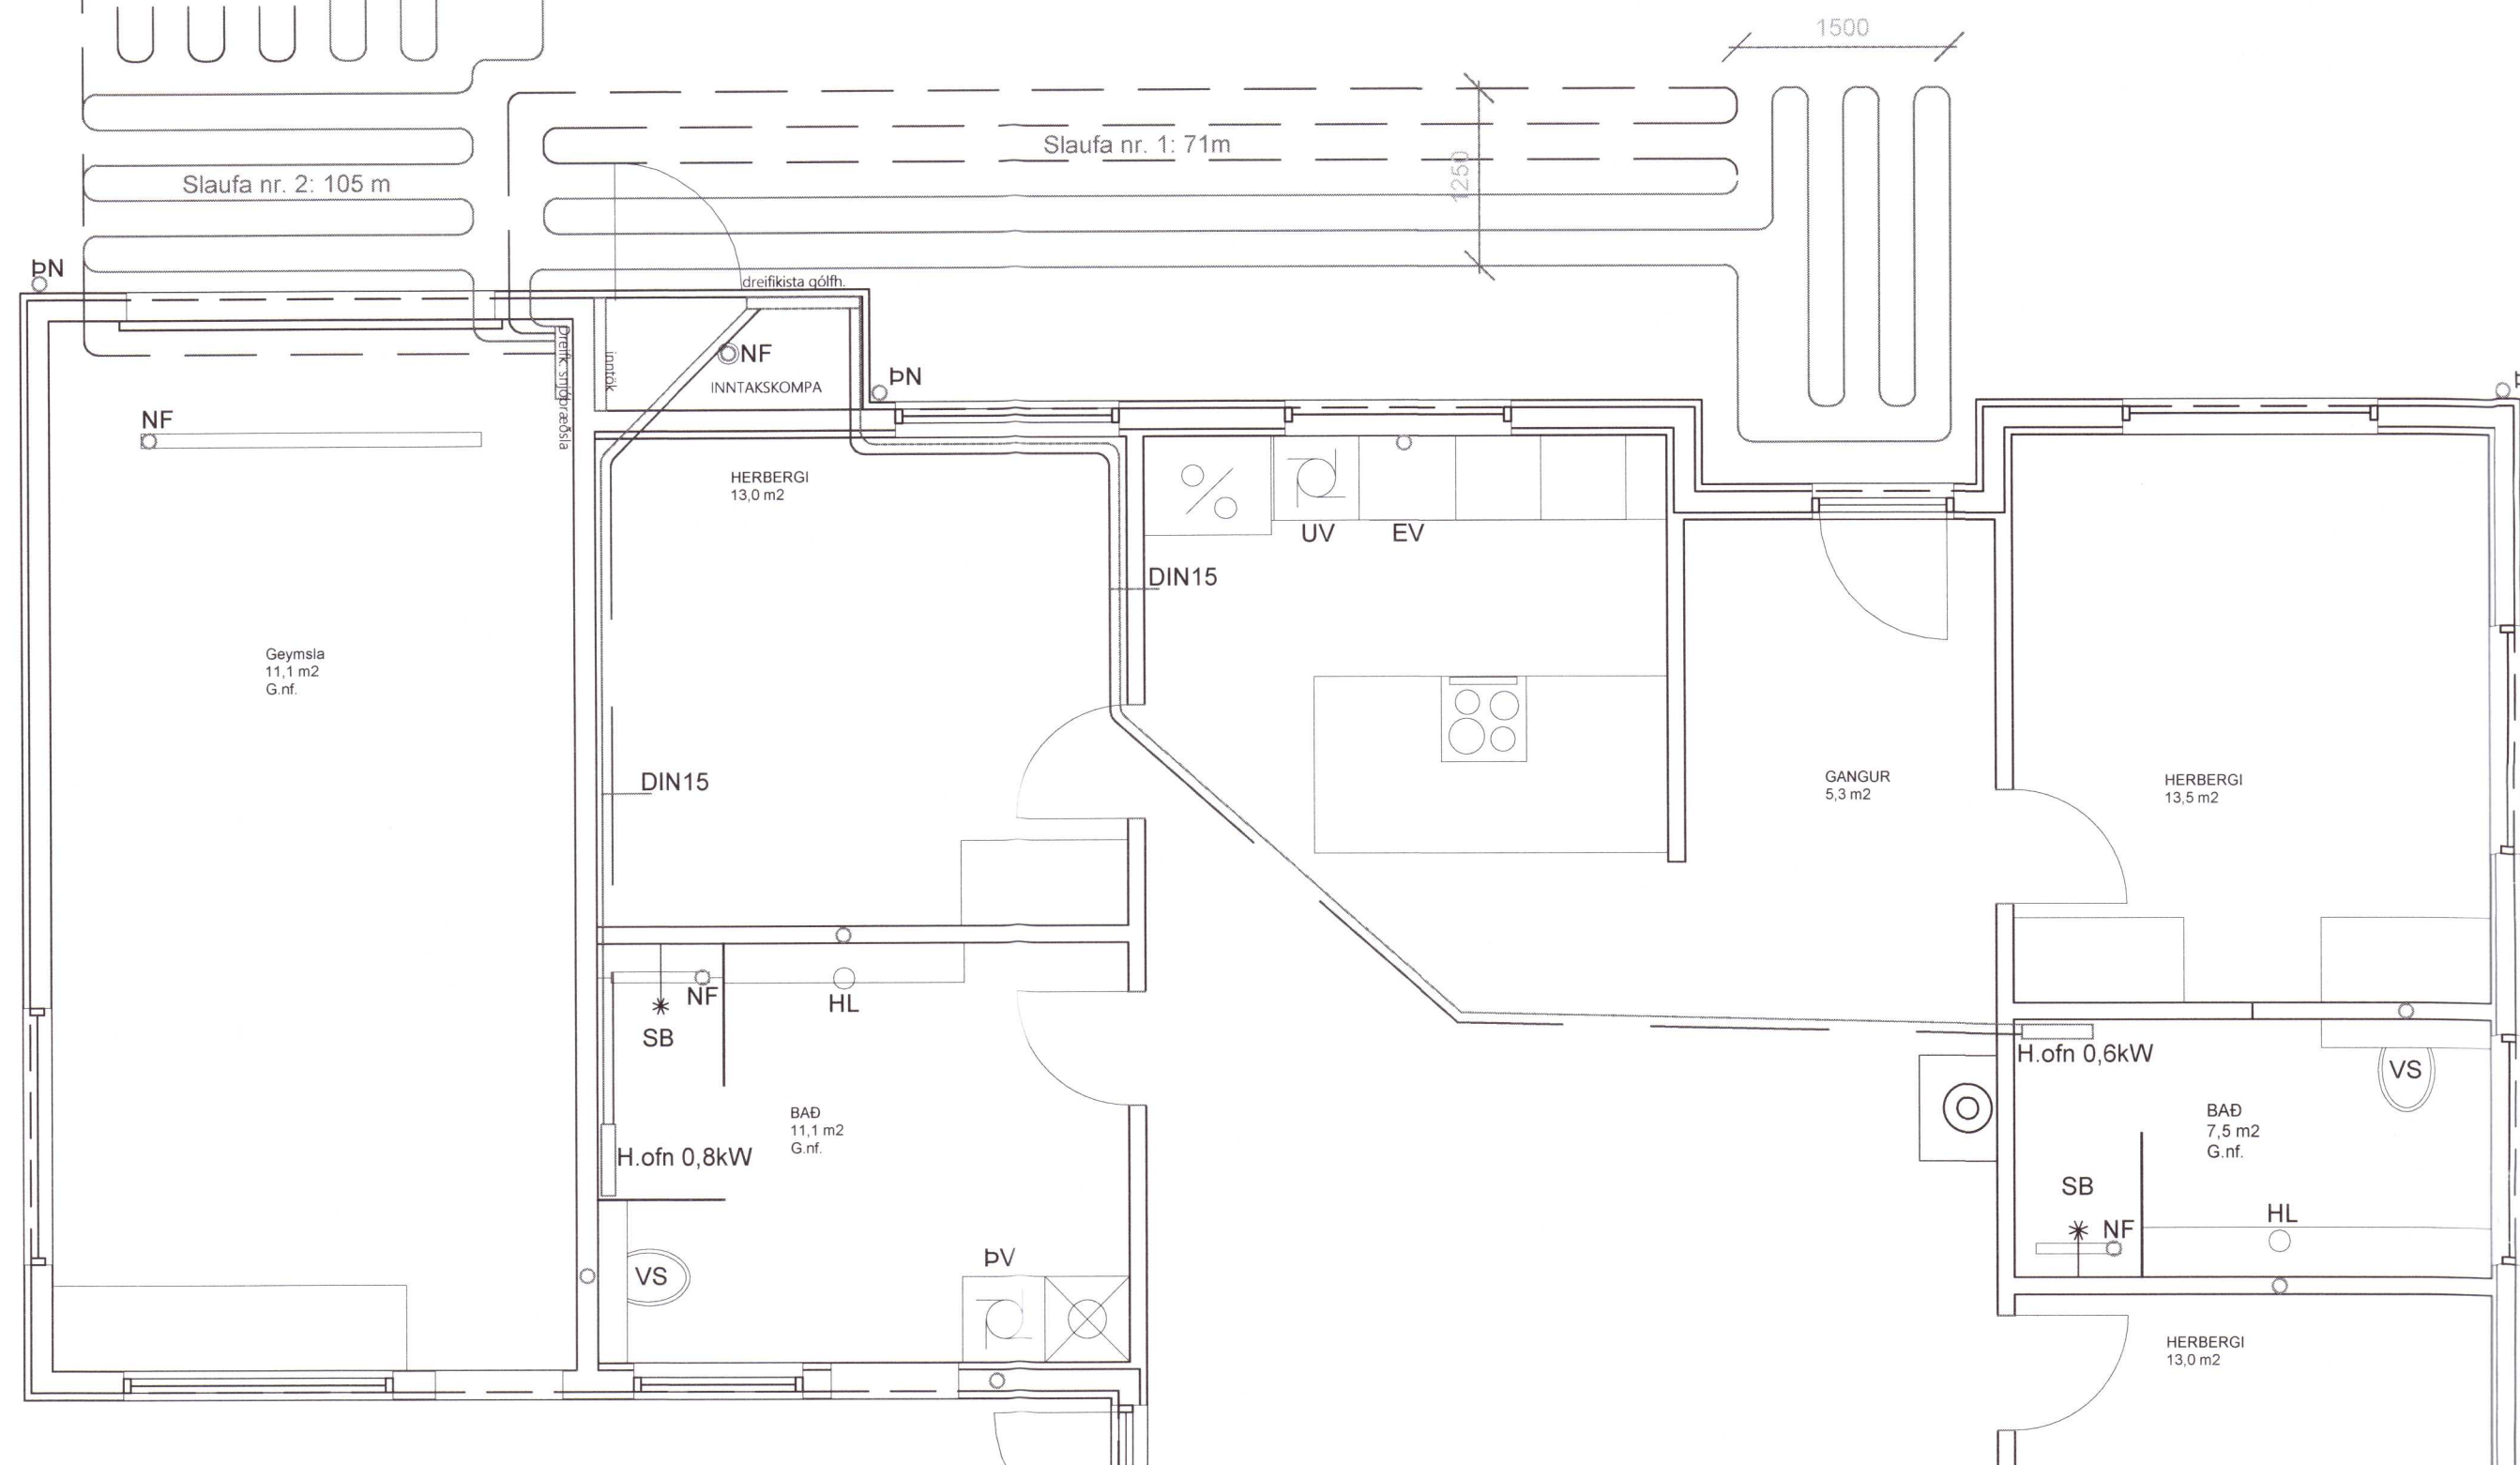 1500
Slaufa nr. 1: 71m
1250
Slaufa nr. 2: 105 m
ÞN
dreifikista gólfh.
Dreifk. snjóbræðsla
inntök
NF
INNTAKSKOMPA
ÞN
NF
HERBERGI
13,0 m2
UV
EV
DIN15
Geymsla
11,1 m2
G.nf.
DIN15
GANGUR
5,3 m2
HERBERGI
13,5 m2
NF
HL
SB
H.ofn 0,6kW
VS
BAÐ
11,1 m2
G.nf.
BAÐ
7,5 m2
G.nf.
H.ofn 0,8kW
SB
NF
HL
ÞV
VS
HERBERGI
13,0 m2